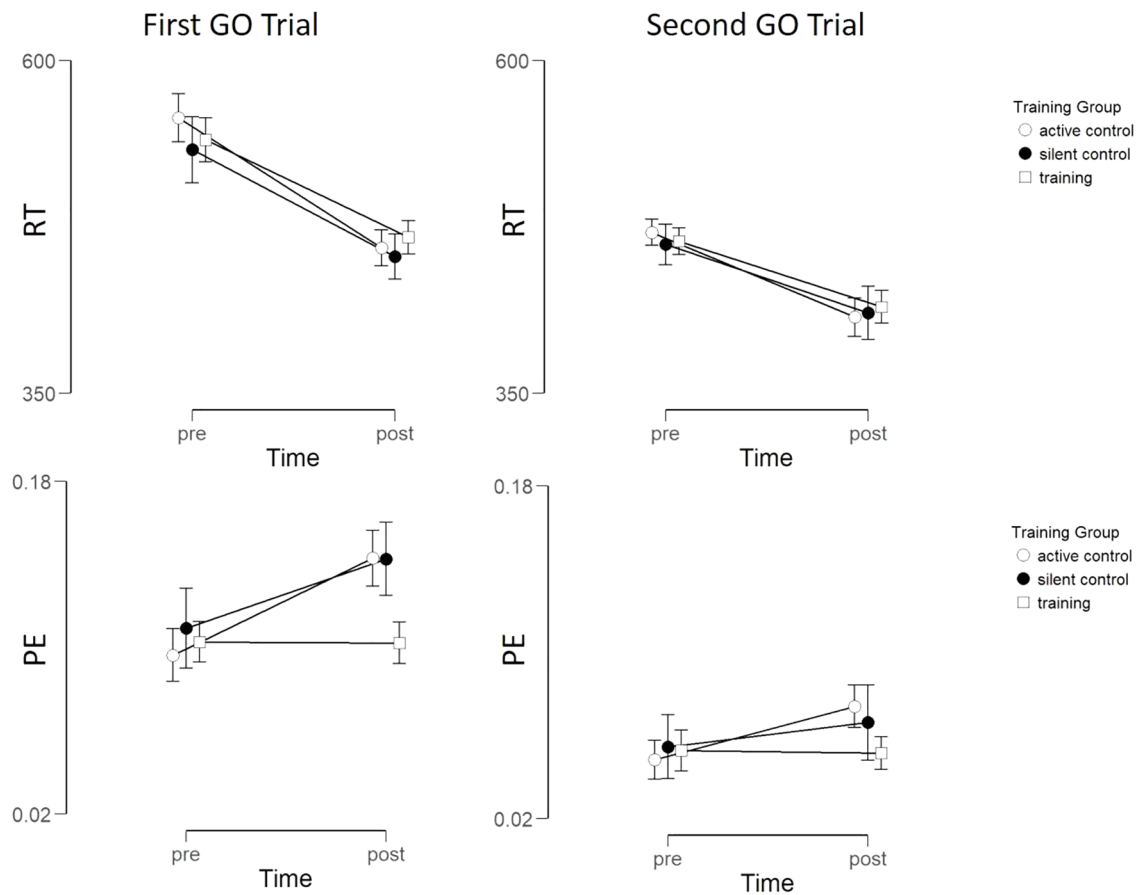 First GO Trial
Second GO Trial
600
RT
350
pre
post
Time
600
RT
350
pre
post
Time
Training Group
active control
silent control
training
0.18
PE
0.02
pre
post
Time
0.18
PE
0.02
pre
post
Time
Training Group
active control
silent control
training